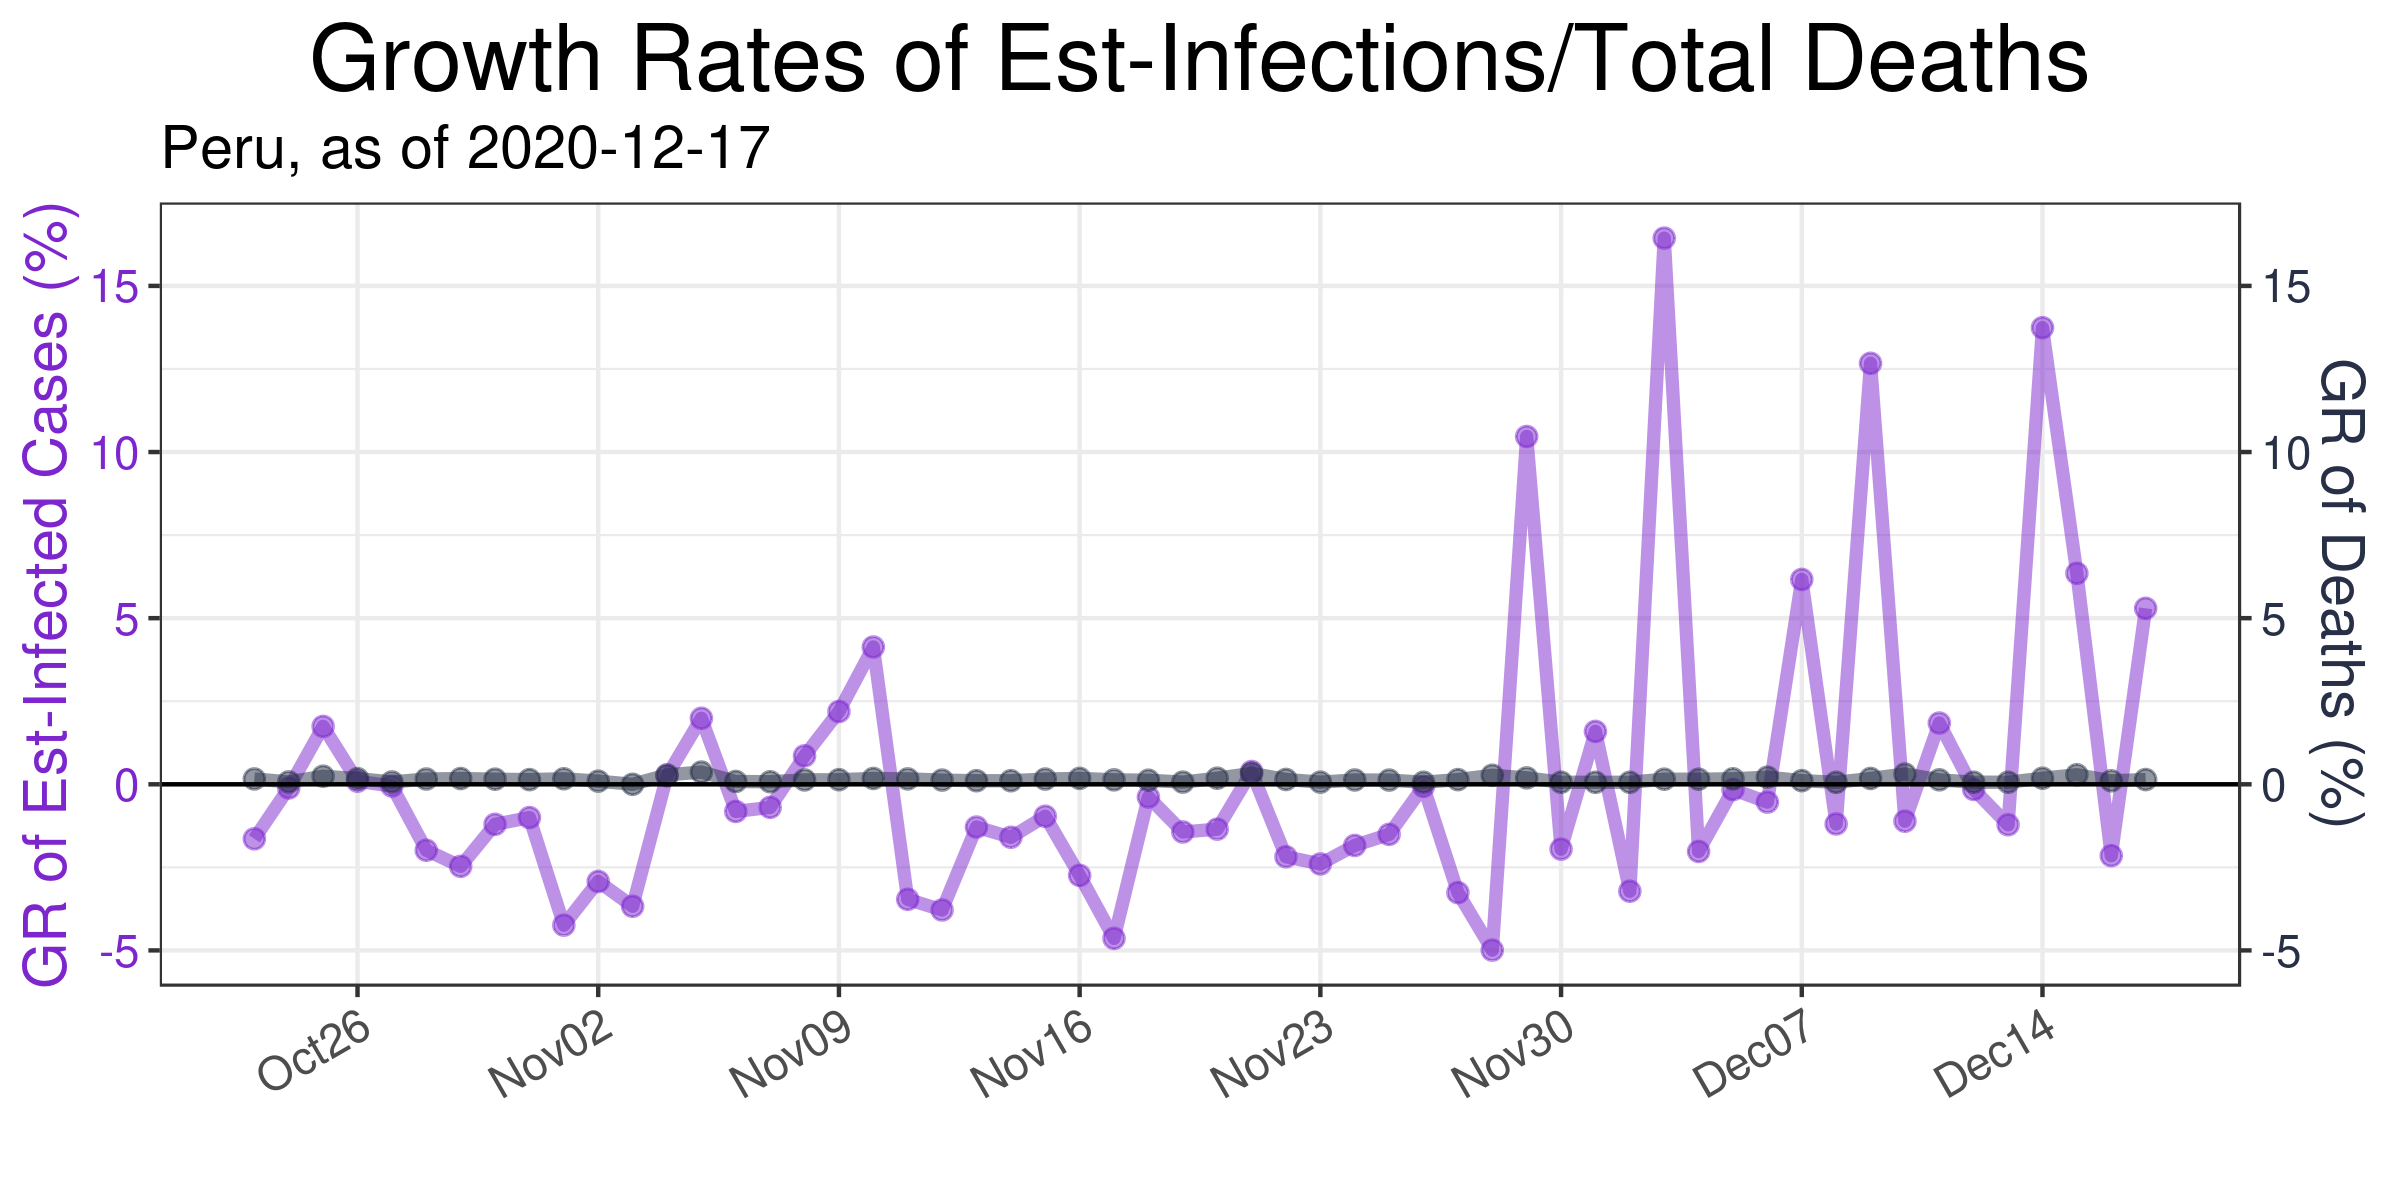 Growth Rates of Est-Infections/Total Deaths
Peru, as of 2020-12-17
GR of Est-Infected Cases (%)
15
10
5
0
-5
15
10
5
0
-5
GR of Deaths (%)
Oct26
Nov02
Nov09
Nov16
Nov23
Nov30
Dec07
Dec14